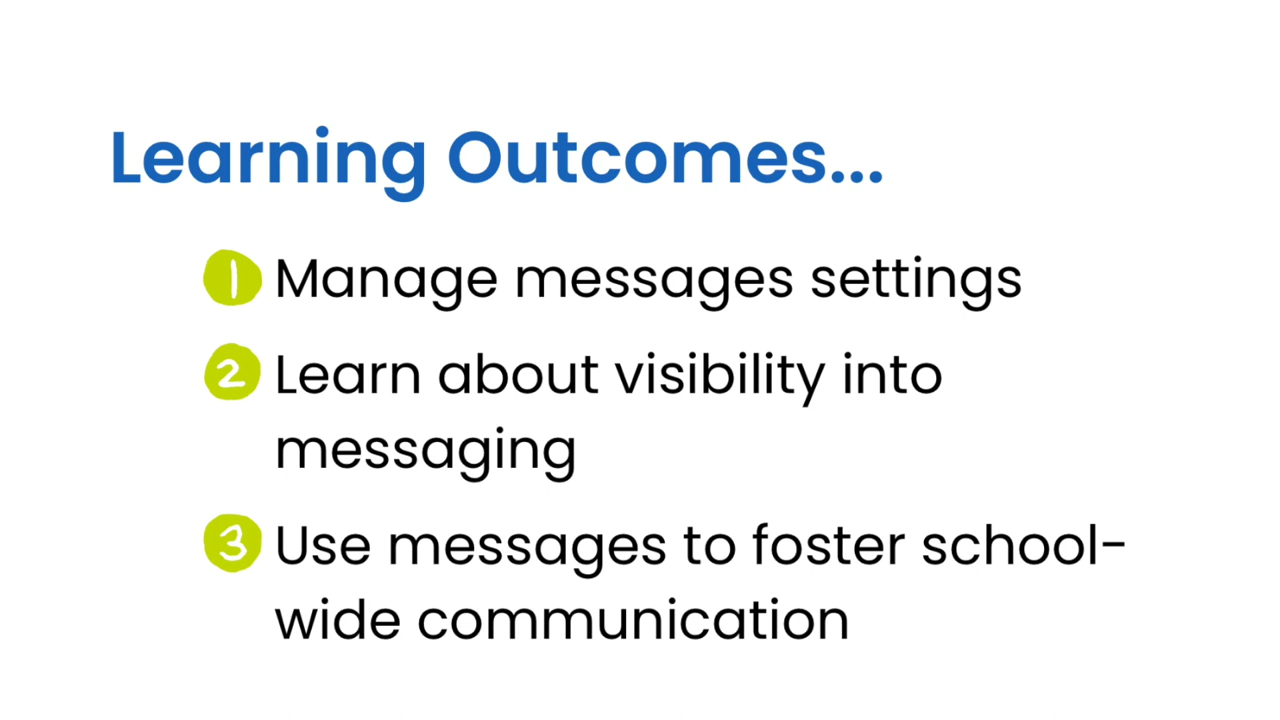 Learning Outcomes...
1 Manage messages settings
2 Learn about visibility into
messaging
3 Use messages to foster school-
wide communication